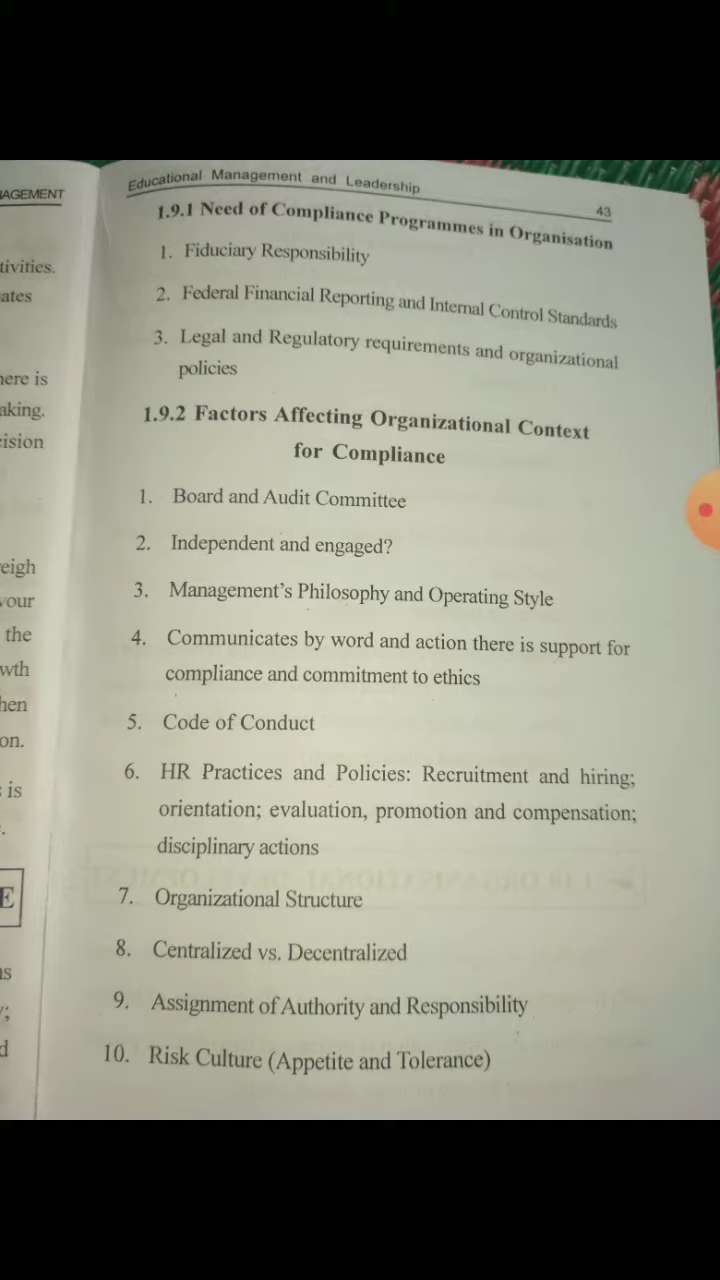 AGEMENT
tivities.
ates
here is
aking.
cision
eigh
your
the
wth
hen
on.
is
.
E
as
;
d
Educational Management and Leadership
43
1.9.1 Need of Compliance Programmes in Organisation
1. Fiduciary Responsibility
2. Federal Financial Reporting and Internal Control Standards
3. Legal and Regulatory requirements and organizational
policies
1.9.2 Factors Affecting Organizational Context
for Compliance
1. Board and Audit Committee
2. Independent and engaged?
3. Management's Philosophy and Operating Style
4. Communicates by word and action there is support for
compliance and commitment to ethics
5. Code of Conduct
6. HR Practices and Policies: Recruitment and hiring;
orientation; evaluation, promotion and compensation;
disciplinary actions
7. Organizational Structure
8. Centralized vs. Decentralized
9. Assignment of Authority and Responsibility
10. Risk Culture (Appetite and Tolerance)